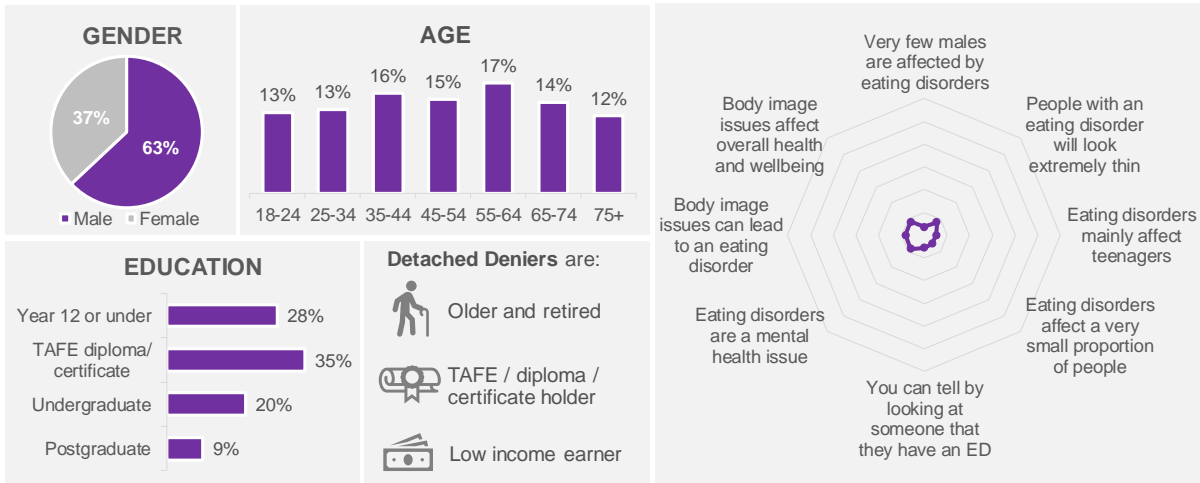 GENDER
37%
63%
Male
Female
AGE
13%
13%
16%
15%
17%
14%
12%
18-24 25-34 35-44 45-54 55-64 65-74 75+
EDUCATION
Year 12 or under
28%
TAFE diploma/
certificate
35%
Undergraduate
20%
Postgraduate
9%
Detached Deniers are:
Older and retired
TAFE / diploma /
certificate holder
Low income earner
Very few males
are affected by
eating disorders
People with an
eating disorder
will look
extremely thin
Eating disorders
mainly affect
teenagers
Eating disorders
affect a very
small proportion
of people
You can tell by
looking at
someone that
they have an ED
Eating disorders
are a mental
health issue
Body image
issues can lead
to an eating
disorder
Body image
issues affect
overall health
and wellbeing